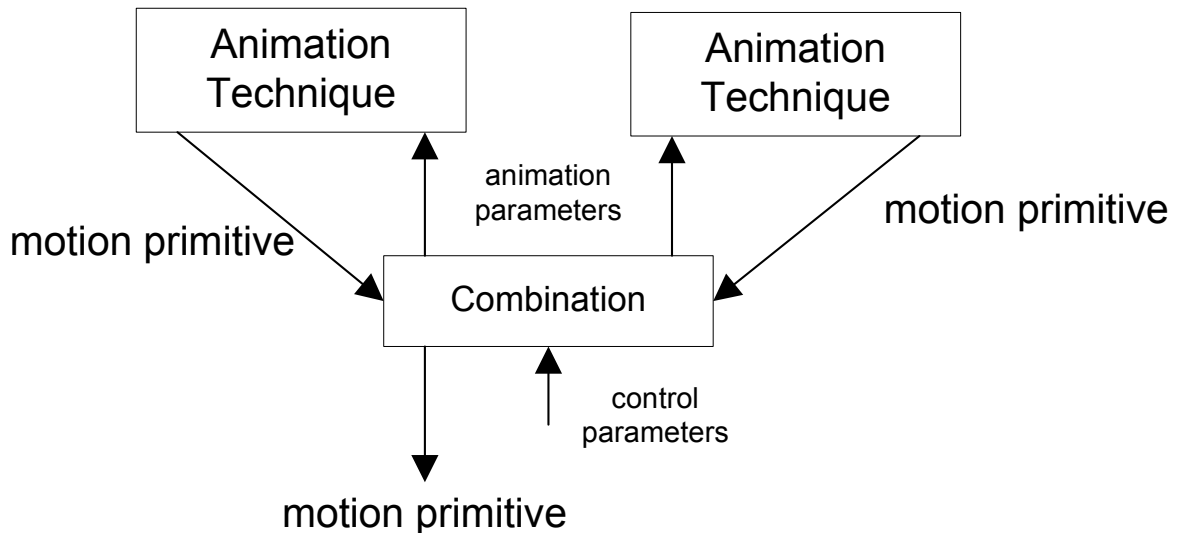 Animation
Technique
Animation
Technique
animation
parameters
motion primitive
motion primitive
Combination
control
parameters
motion primitive